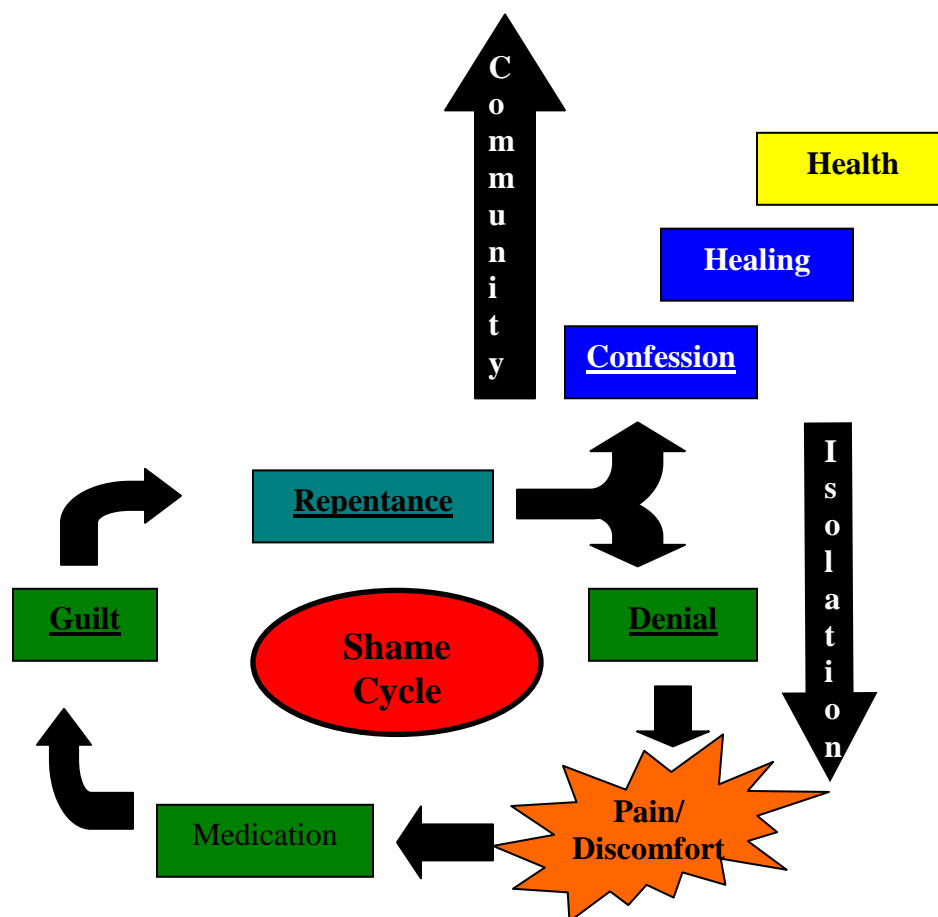 Community
Health
Healing
Confession
Isolation
Repentance
Guilt
Denial
Shame
Cycle
Pain/
Discomfort
Medication